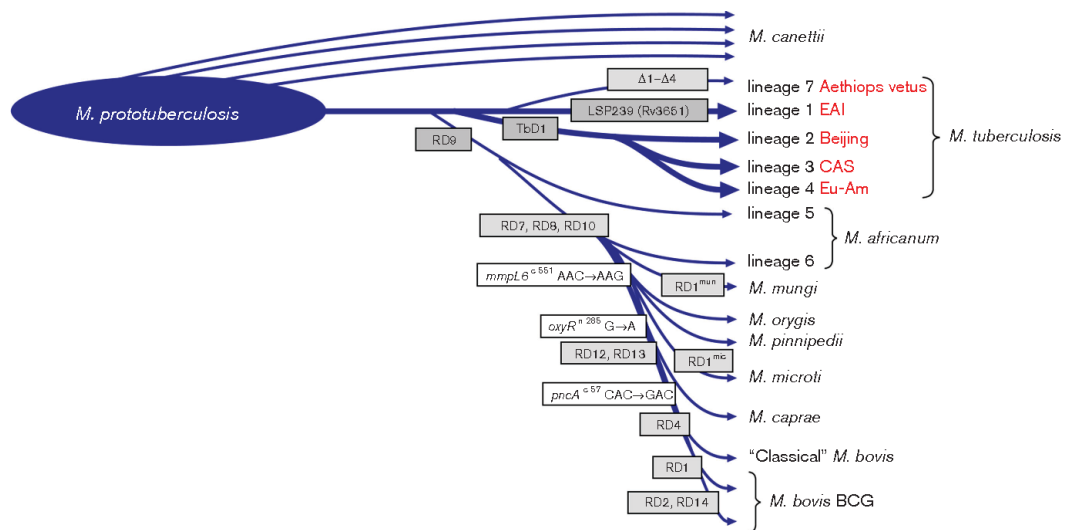 M. canettii
M. prototuberculosis
Δ1–Δ4
lineage 7 Aethiops vetus
LSP239 (Rv3651)
lineage 1 EAI
TbD1
RD9
lineage 2 Beijing
M. tuberculosis
lineage 3 CAS
lineage 4 Eu-Am
lineage 5
RD7, RD8, RD10
M. africanum
lineage 6
mmpL6 c 551 AAC→AAG
RD1mun
M. mungi
M. orygis
oxyR n 285 G→A
M. pinnipedii
RD12, RD13
RD1mic
M. microti
pncA c 57 CAC→GAC
M. caprae
RD4
"Classical" M. bovis
RD1
M. bovis BCG
RD2, RD14